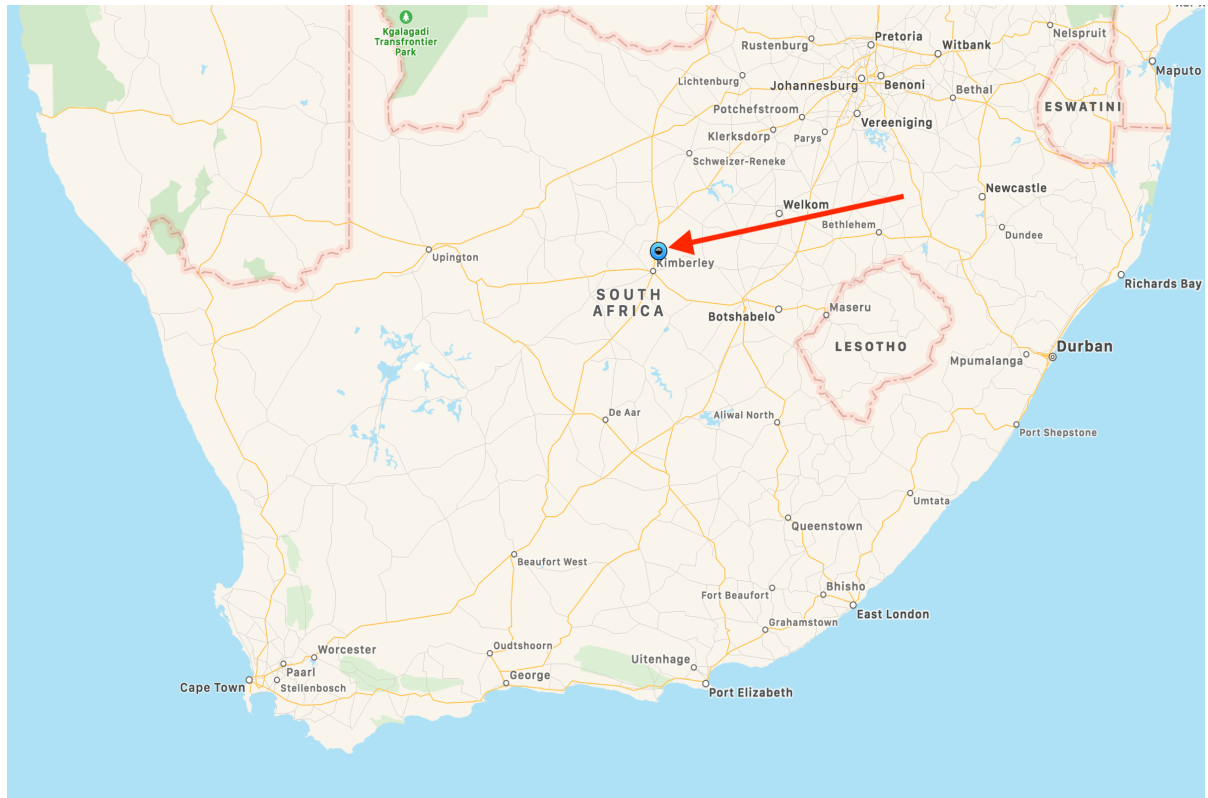 Kgalagadi
Transfrontier
Park
Rustenburg
Pretoria
Witbank
Nelspruit
Maputo
Lichtenburg
Johannesburg
Benoni
Bethal
ESWATINI
Potchefstroom
Vereeniging
Klerksdorp
Parys
Schweizer-Reneke
Newcastle
Welkom
Bethlehem
Dundee
Upington
Kimberley
Richards Bay
SOUTH
AFRICA
Botshabelo
Maseru
LESOTHO
Durban
Mpumalanga
De Aar
Aliwal North
Port Shepstone
Umtata
Queenstown
Beaufort West
Fort Beaufort
Bhisho
East London
Grahamstown
Worcester
Oudtshoorn
Uitenhage
Paarl
George
Cape Town
Stellenbosch
Port Elizabeth